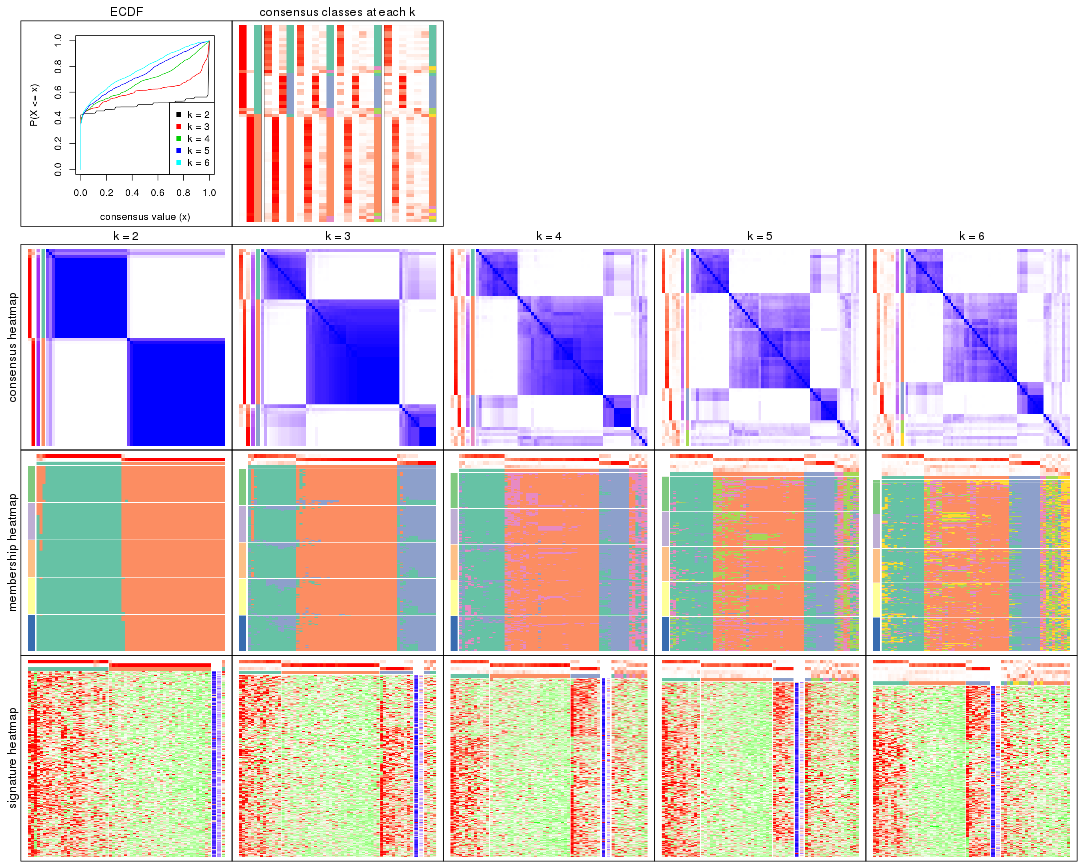 ECDF
consensus classes at each k
P(X <= x)
0.0 0.2 0.4 0.6 0.8 1.0
k = 2
k = 3
k = 4
k = 5
k = 6
0.0 0.2 0.4 0.6 0.8 1.0
consensus value (x)
k = 2 k = 3 k = 4 k = 5 k = 6
consensus heatmap
membership heatmap
signature heatmap